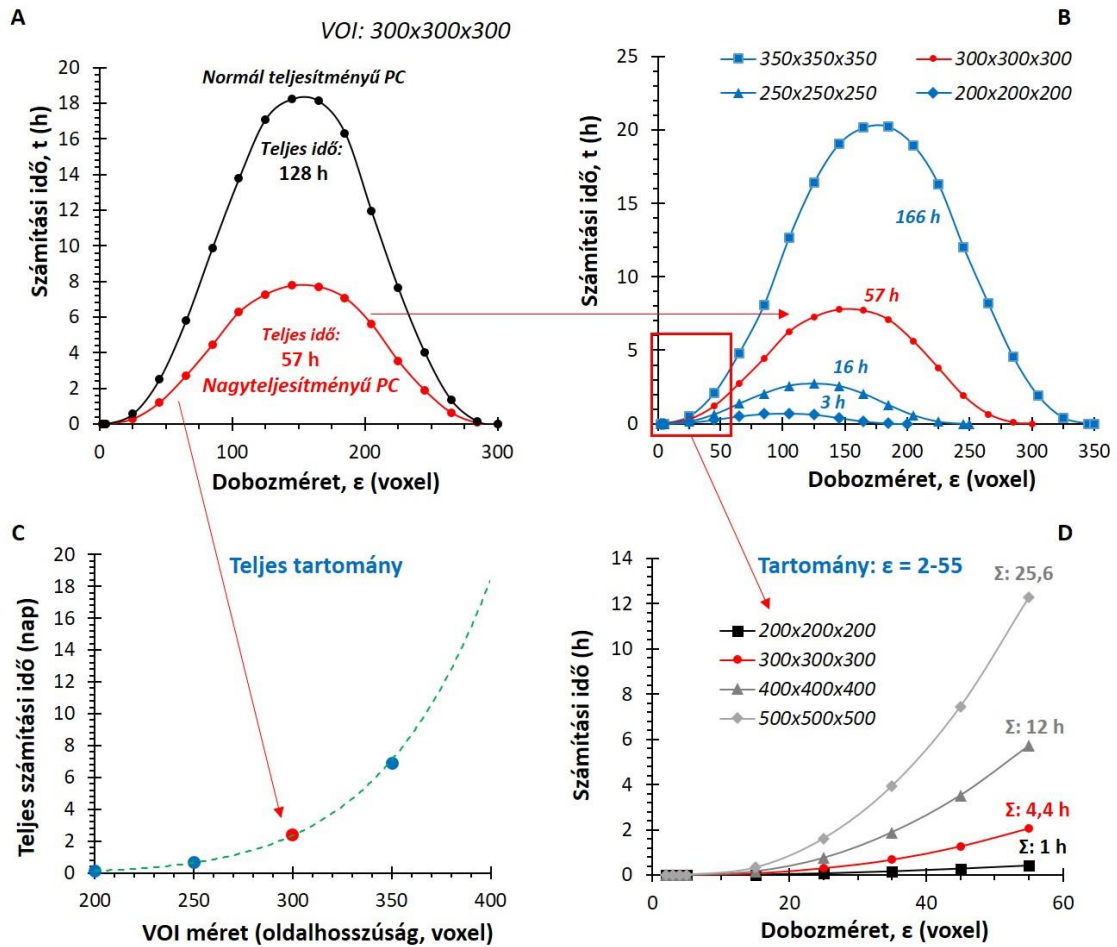 A
VOI: 300x300x300
20
18
16
14
12
10
8
6
4
2
0
Számítási idő, t (h)
Normál teljesítményű PC
Teljes idő:
128 h
Teljes idő:
57 h
Nagyteljesítményű PC
0
100
200
300
Dobozméret, ε (voxel)
B
25
20
15
10
5
0
Számítási idő, t (h)
350x350x350
300x300x300
250x250x250
200x200x200
166 h
57 h
16 h
3 h
0
50
100
150
200
250
300
350
Dobozméret, ε (voxel)
C
20
18
16
14
12
10
8
6
4
2
0
Teljes számítási idő (nap)
Teljes tartomány
200
250
300
350
400
VOI méret (oldalhosszúság, voxel)
D
14
12
10
8
6
4
2
0
Számítási idő (h)
Tartomány: ε = 2-55
Σ: 25,6
200x200x200
300x300x300
400x400x400
500x500x500
Σ: 12 h
Σ: 4,4 h
Σ: 1 h
0
20
40
60
Dobozméret, ε (voxel)